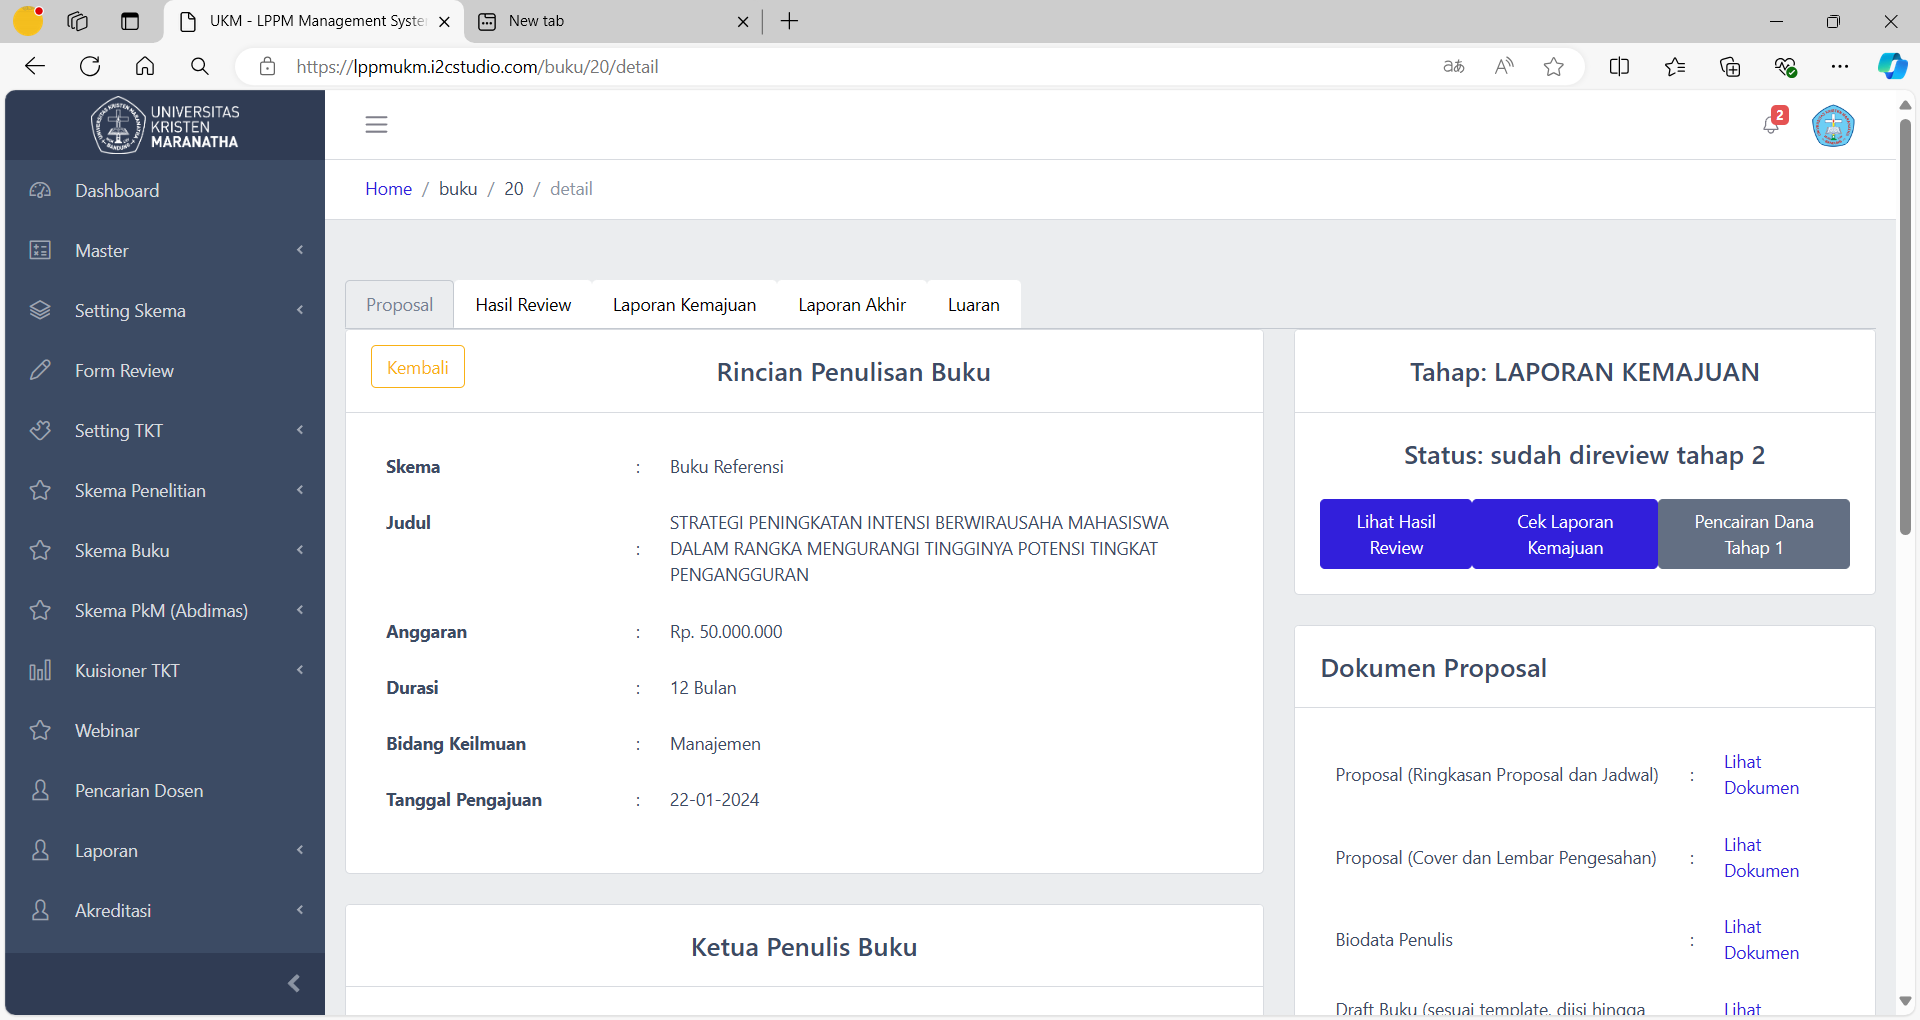 UKM - LPPM Management Syste
New tab
https://lppmukm.i2cstudio.com/buku/20/detail
UNIVERSITAS
KRISTEN
MARANATHA
2
Dashboard
Master
Setting Skema
Form Review
Setting TKT
Skema Penelitian
Skema Buku
Skema PkM (Abdimas)
Kuisioner TKT
Webinar
Pencarian Dosen
Laporan
Akreditasi
Home / buku / 20 / detail
Proposal
Hasil Review
Laporan Kemajuan
Laporan Akhir
Luaran
Kembali
Rincian Penulisan Buku
Skema : Buku Referensi
Judul : STRATEGI PENINGKATAN INTENSI BERWIRAUSAHA MAHASISWA
DALAM RANGKA MENGURANGI TINGGINYA POTENSI TINGKAT
PENGANGGURAN
Anggaran : Rp. 50.000.000
Durasi : 12 Bulan
Bidang Keilmuan : Manajemen
Tanggal Pengajuan : 22-01-2024
Ketua Penulis Buku
Tahap: LAPORAN KEMAJUAN
Status: sudah direview tahap 2
Lihat Hasil
Review
Cek Laporan
Kemajuan
Pencairan Dana
Tahap 1
Dokumen Proposal
Proposal (Ringkasan Proposal dan Jadwal) : Lihat
Dokumen
Proposal (Cover dan Lembar Pengesahan) : Lihat
Dokumen
Biodata Penulis : Lihat
Dokumen
Draft Buku (sesuai template, diisi hingga Lihat